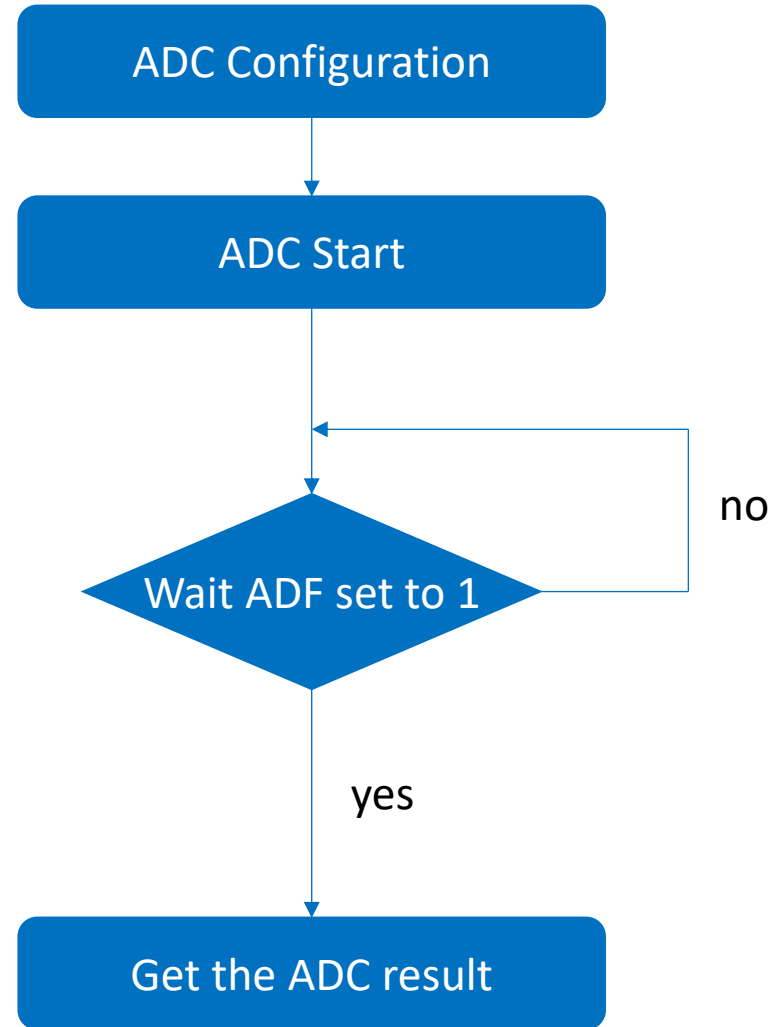 ADC Configuration
ADC Start
no
Wait ADF set to 1
yes
Get the ADC result